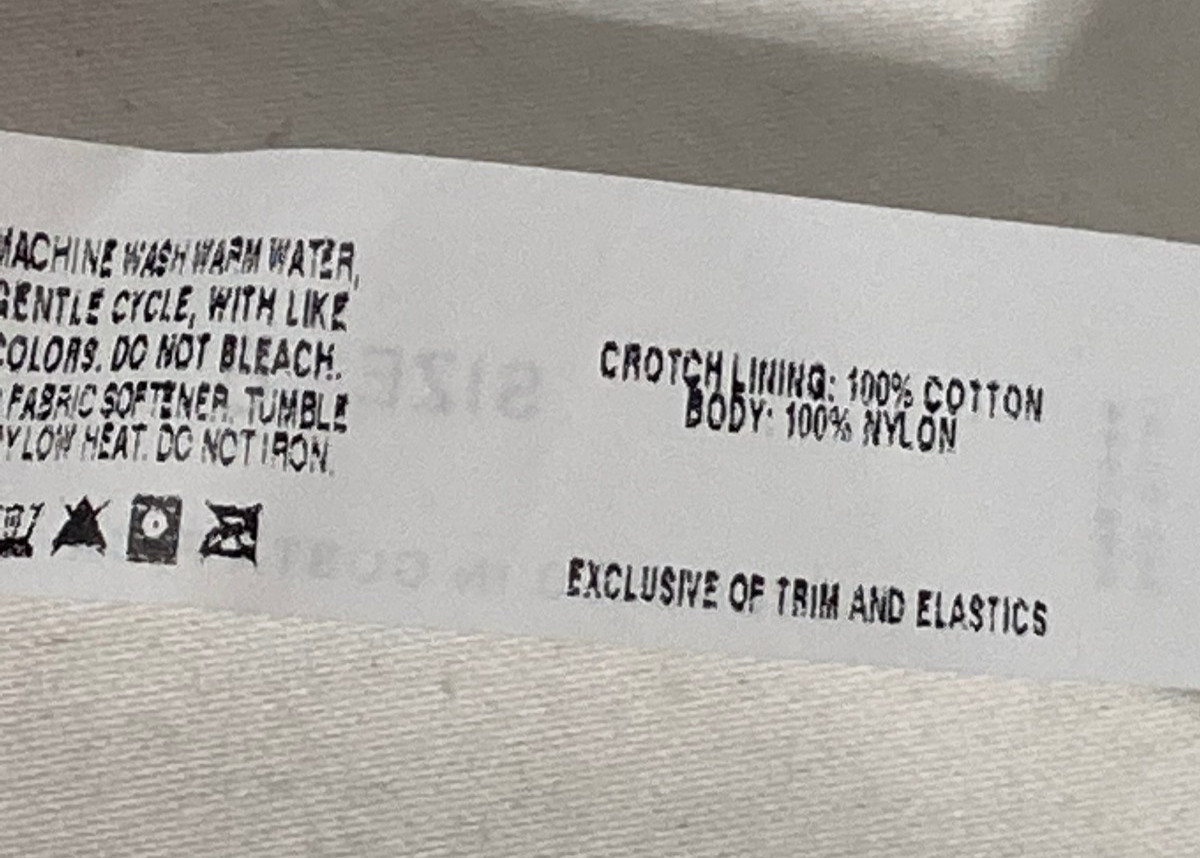 MACHINE WASH WARM WATER,
GENTLE CYCLE, WITH LIKE
COLORS. DO NOT BLEACH.
FABRIC SOFTENER. TUMBLE
LOW HEAT. DO NOT IRON.
CROTCH LINING: 100% COTTON
BODY: 100% NYLON
EXCLUSIVE OF TRIM AND ELASTICS
SIZE